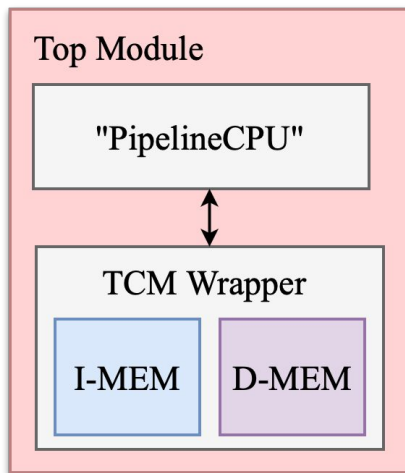 Top Module
"PipelineCPU"
TCM Wrapper
I-MEM
D-MEM